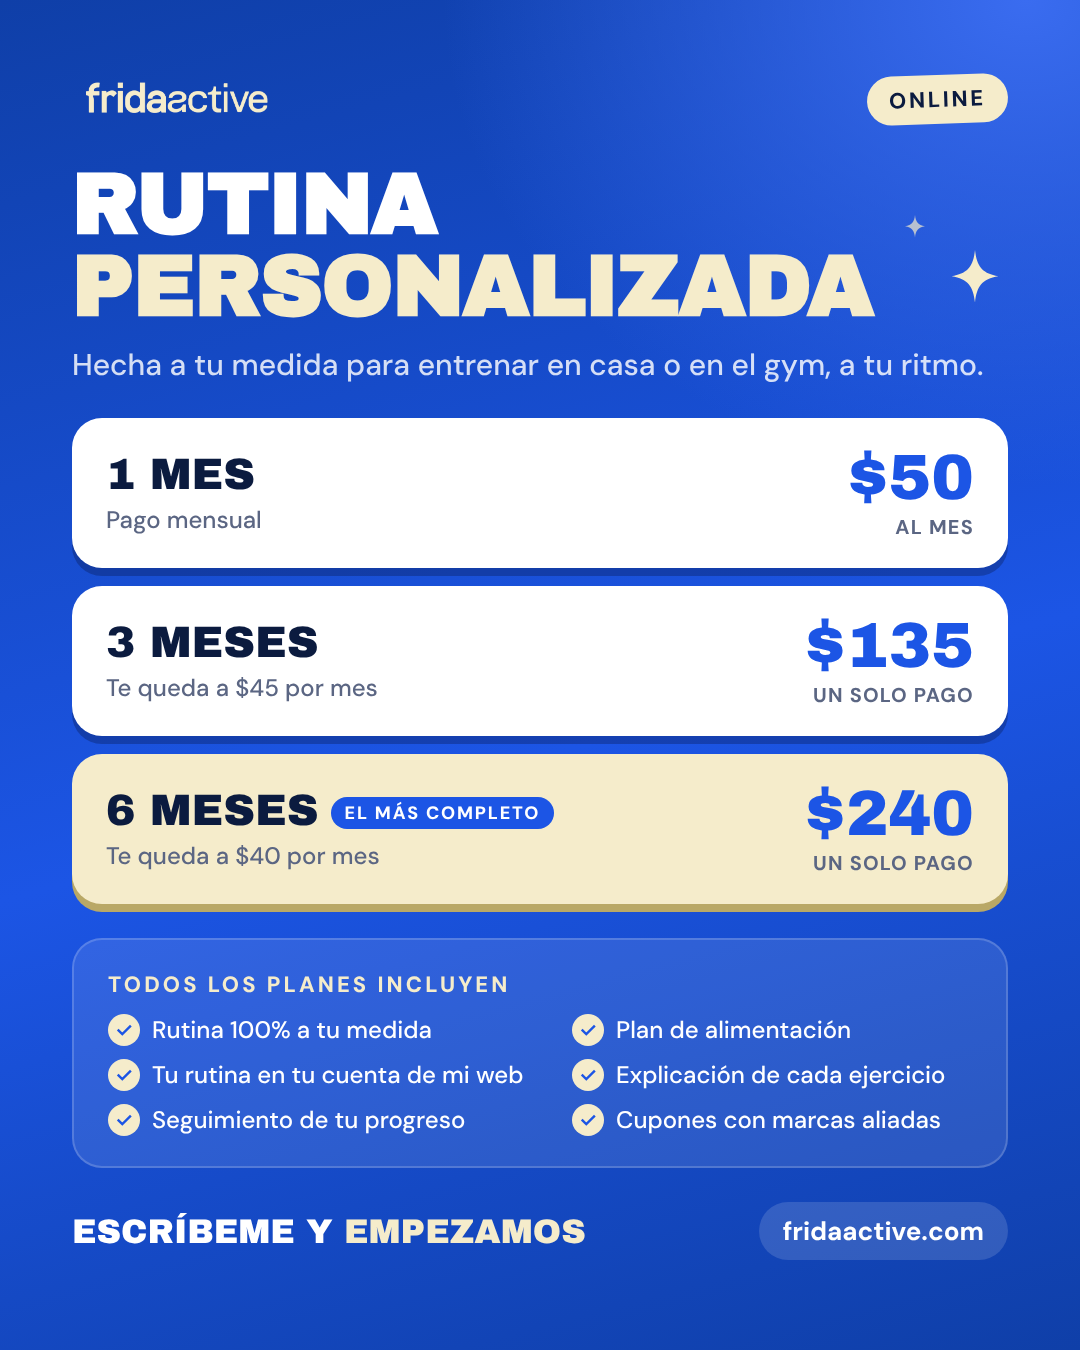 fridaactive
ONLINE
RUTINA
PERSONALIZADA
Hecha a tu medida para entrenar en casa o en el gym, a tu ritmo.
1 MES
Pago mensual
$50
AL MES
3 MESES
Te queda a $45 por mes
$135
UN SOLO PAGO
6 MESES
EL MÁS COMPLETO
Te queda a $40 por mes
$240
UN SOLO PAGO
TODOS LOS PLANES INCLUYEN
Rutina 100% a tu medida
Plan de alimentación
Tu rutina en tu cuenta de mi web
Explicación de cada ejercicio
Seguimiento de tu progreso
Cupones con marcas aliadas
ESCRÍBEME Y EMPEZAMOS
fridaactive.com